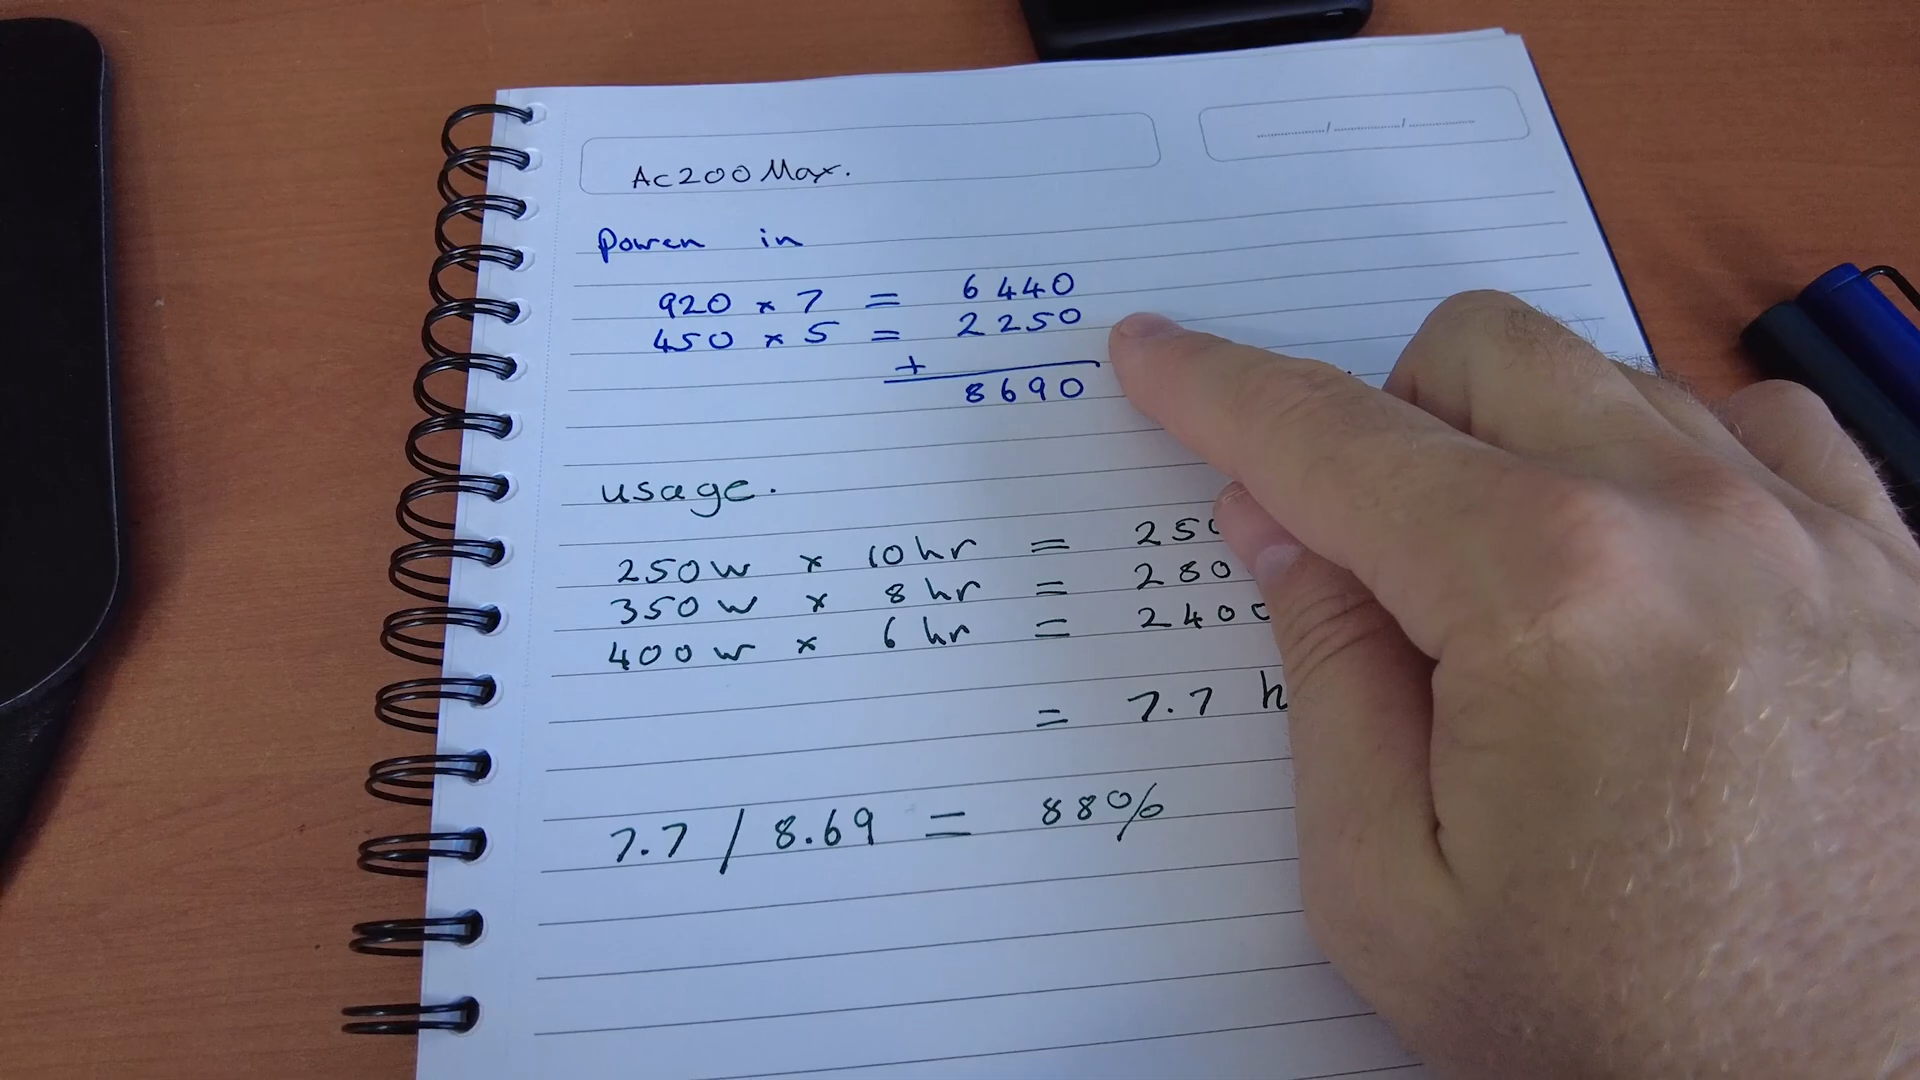 Ac200 Max.
Power in
920 x 7 = 6440
450 x 5 = 2250
+
8690
usage.
250w x 10hr = 250
350w x 8hr = 280
400w x 6hr = 2400
= 7.7 h
7.7 / 8.69 = 88%